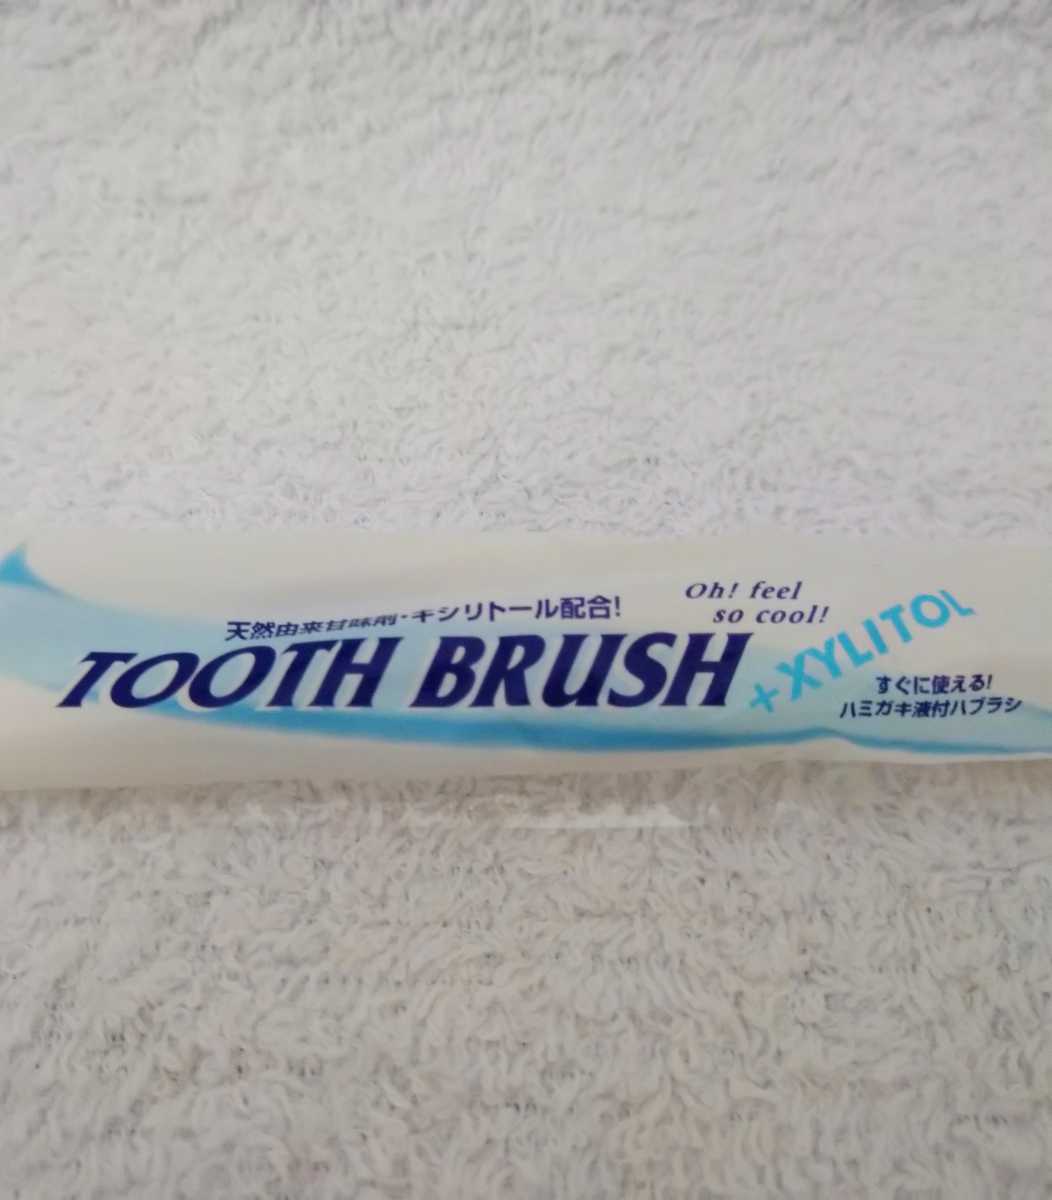 天然由来甘味剤・キシリトール配合!
Oh! feel
so cool!
TOOTH BRUSH
+XYLITOL
すぐに使える!
ハミガキ液付ハブラシ